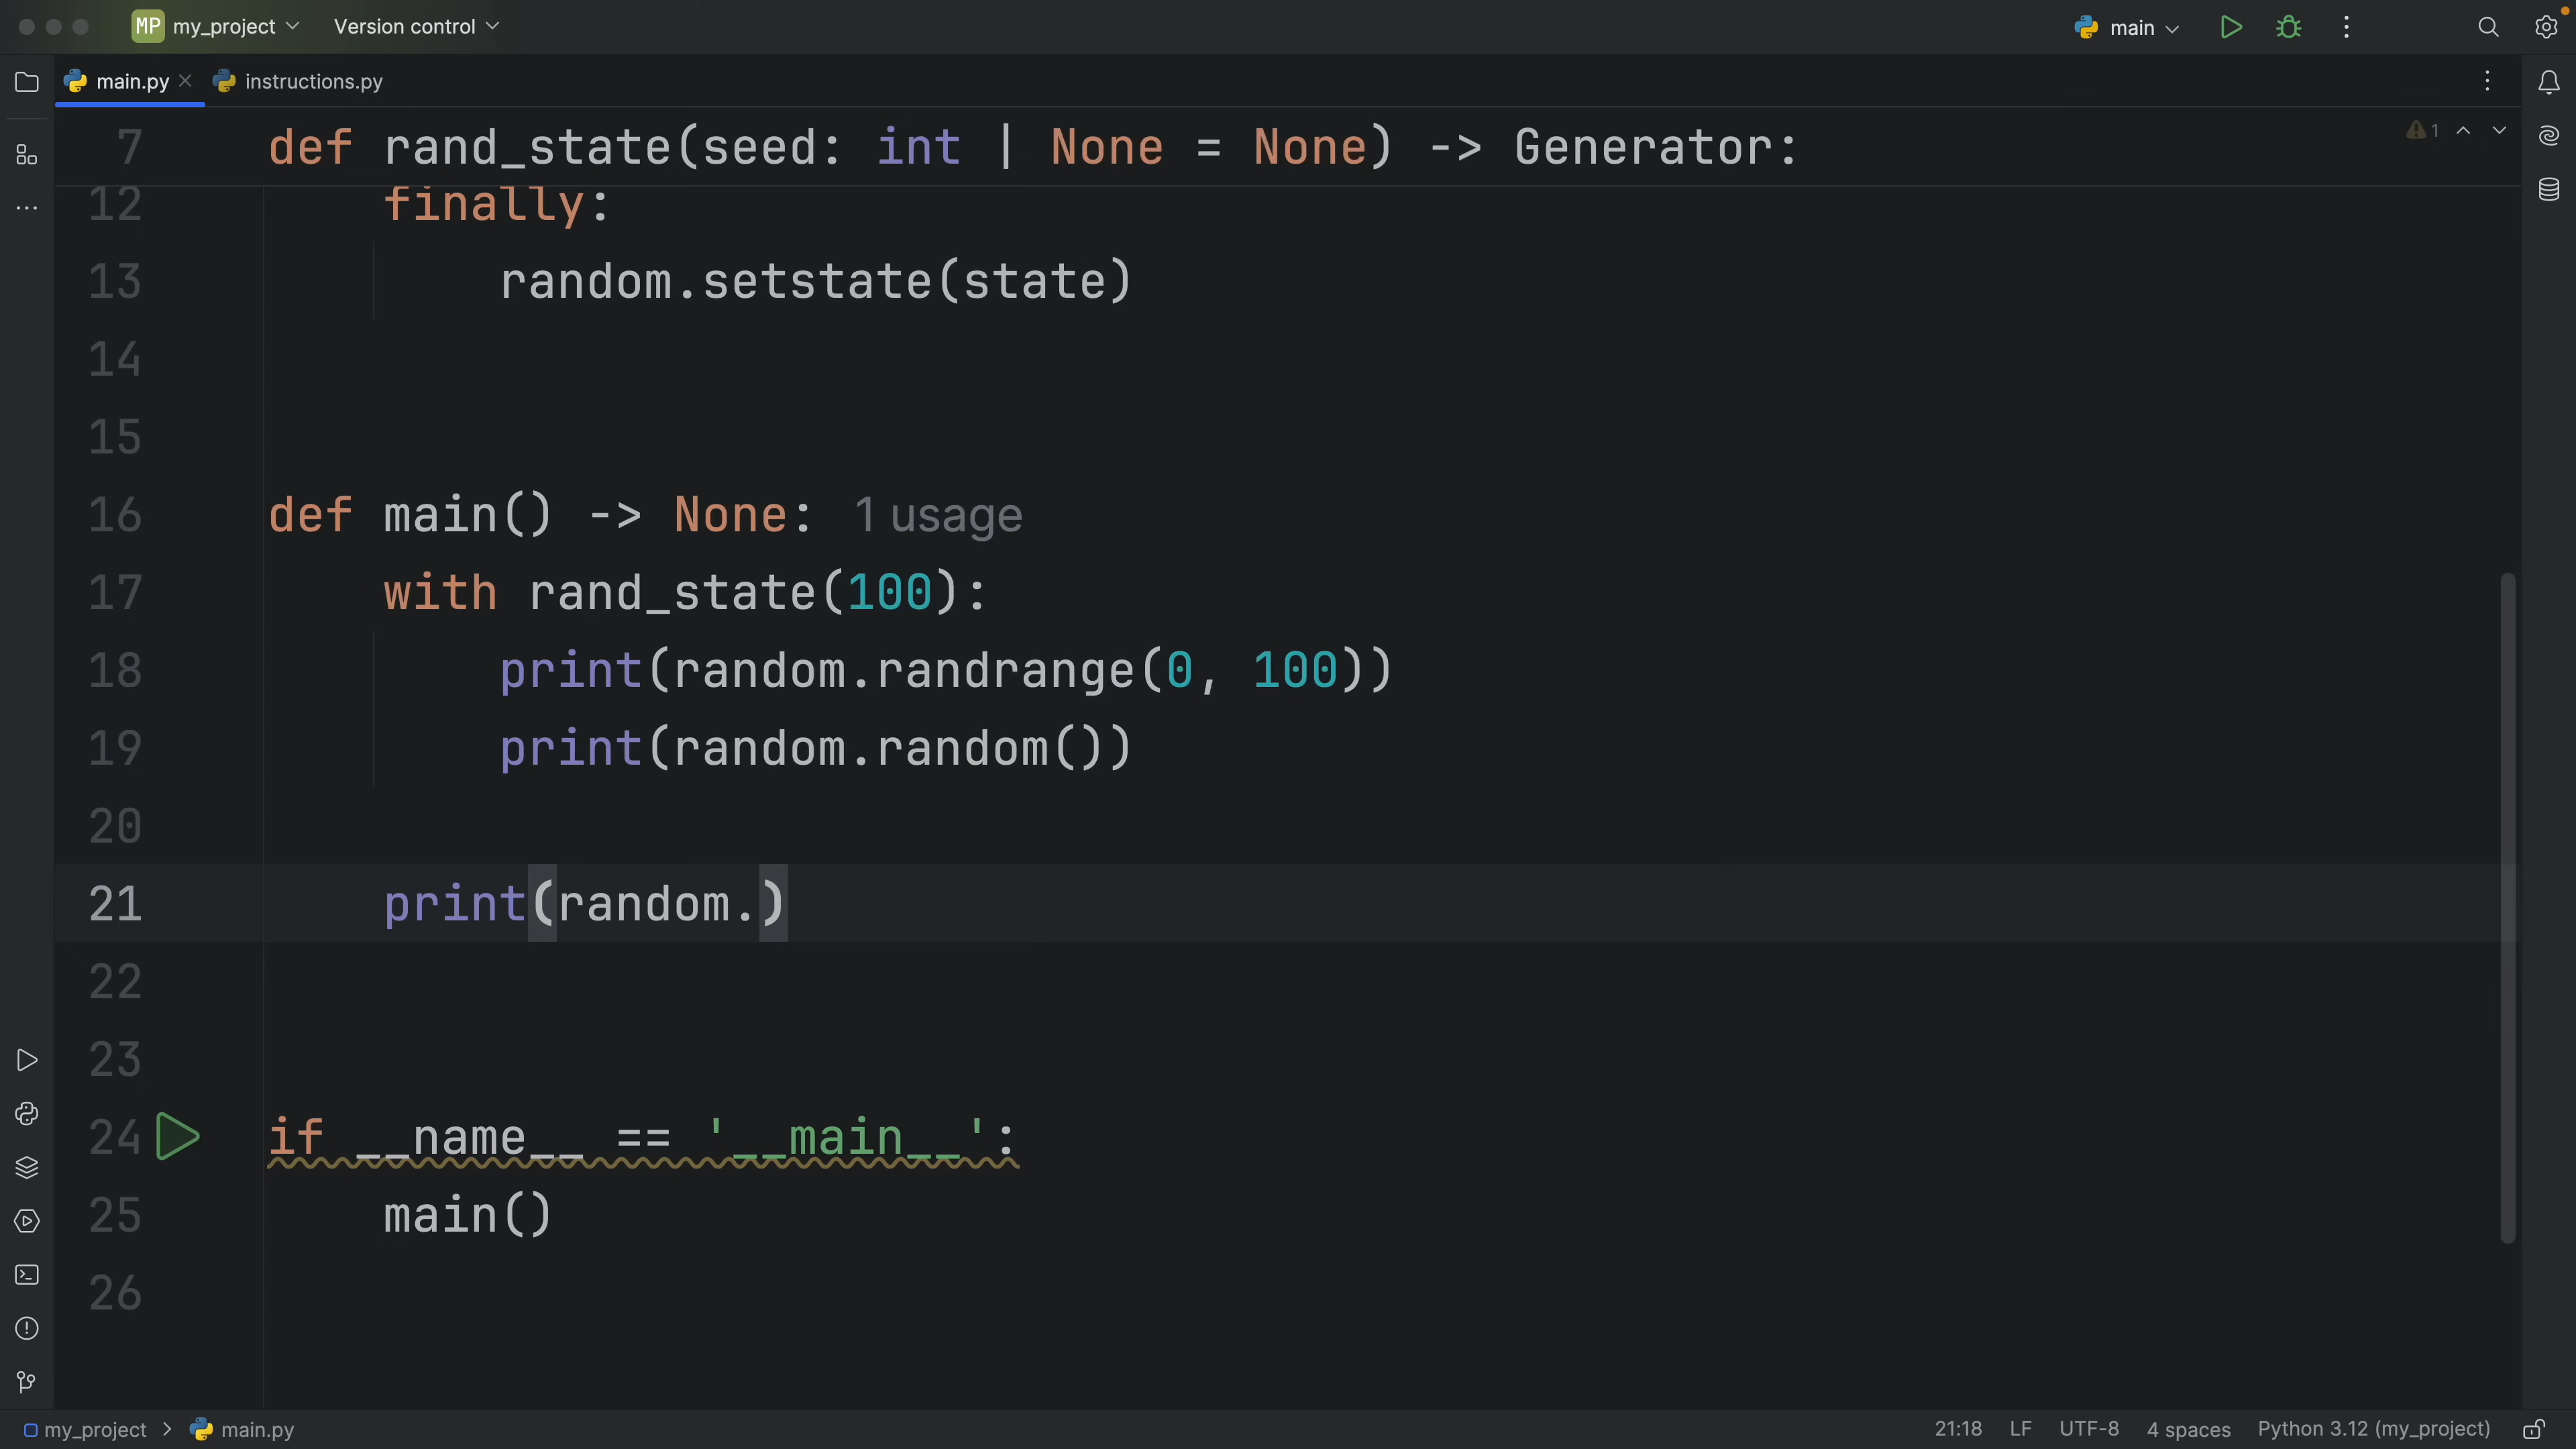 MP my_project Version control main
main.py instructions.py
7 def rand_state(seed: int | None = None) -> Generator: 1
12 finally:
13 random.setstate(state)
14
15
16 def main() -> None: 1 usage
17 with rand_state(100):
18 print(random.randrange(0, 100))
19 print(random.random())
20
21 print(random.)
22
23
24 if __name__ == '__main__':
25 main()
26
my_project > main.py 21:18 LF UTF-8 4 spaces Python 3.12 (my_project)